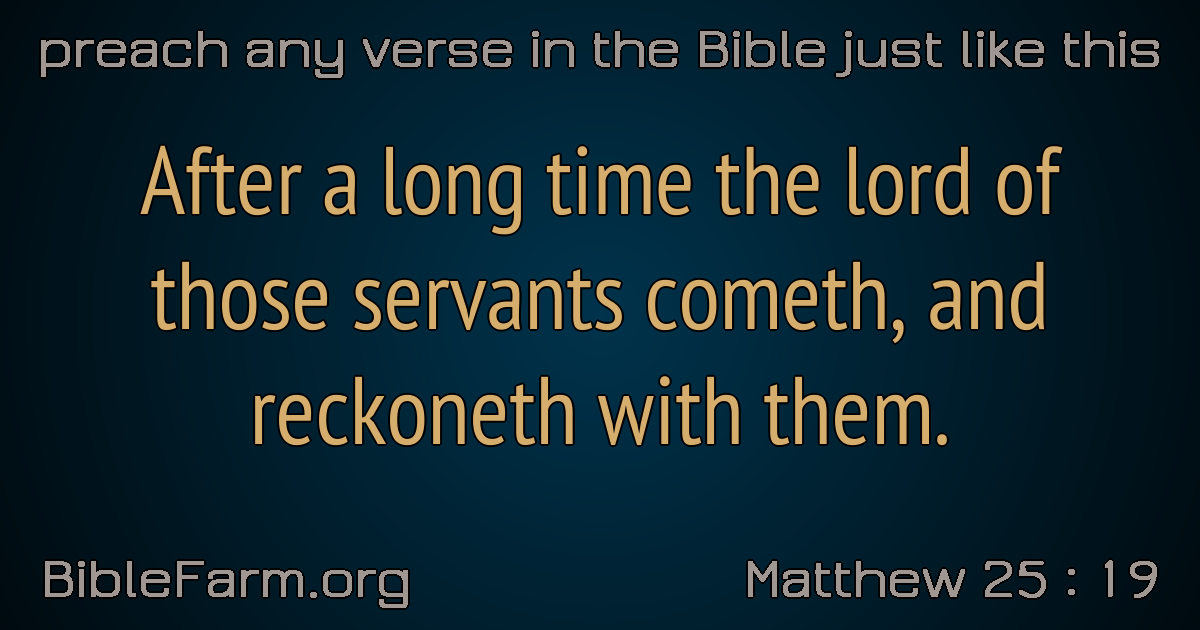 preach any verse in the Bible just like this
After a long time the lord of
those servants cometh, and
reckoneth with them.
BibleFarm.org
Matthew 25 : 19